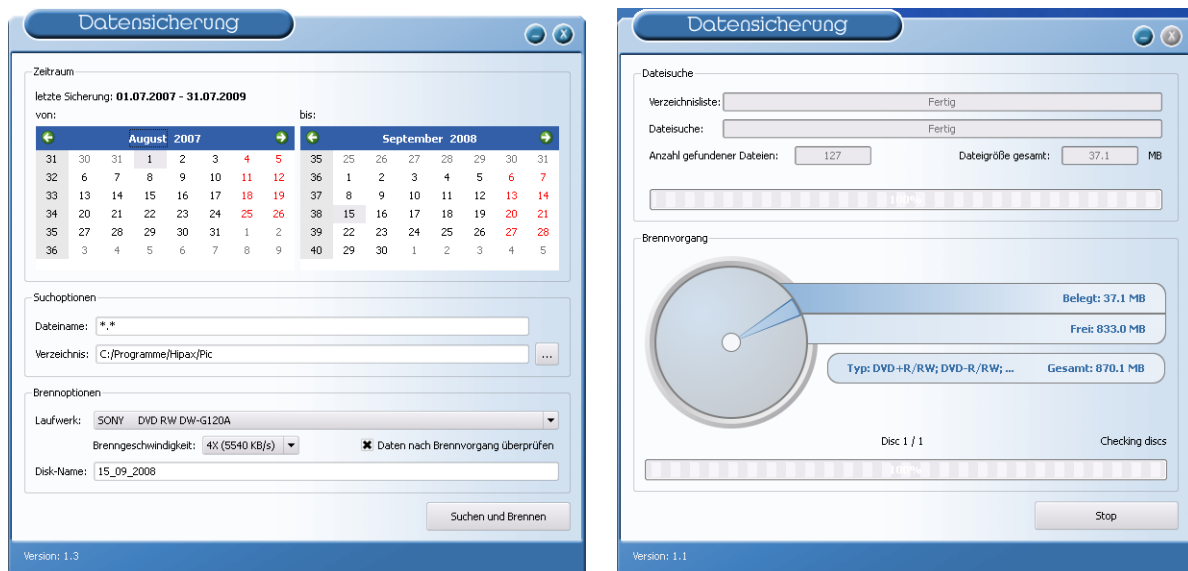 Datensicherung
Zeitraum
letzte Sicherung: 01.07.2007 - 31.07.2009
von: bis:
August 2007 September 2008
31 30 31 1 2 3 4 5 35 25 26 27 28 29 30 31
32 6 7 8 9 10 11 12 36 1 2 3 4 5 6 7
33 13 14 15 16 17 18 19 37 8 9 10 11 12 13 14
34 20 21 22 23 24 25 26 38 15 16 17 18 19 20 21
35 27 28 29 30 31 1 2 39 22 23 24 25 26 27 28
36 3 4 5 6 7 8 9 40 29 30 1 2 3 4 5
Suchoptionen
Dateiname: *.*
Verzeichnis: C:/Programme/Hipax/Pic ...
Brennoptionen
Laufwerk: SONY DVD RW DW-G120A
Brenngeschwindigkeit: 4X (5540 KB/s) Daten nach Brennvorgang überprüfen
Disk-Name: 15_09_2008
Suchen und Brennen
Version: 1.3
Datensicherung
Dateisuche
Verzeichnisliste: Fertig
Dateisuche: Fertig
Anzahl gefundener Dateien: 127 Dateigröße gesamt: 37.1 MB
100%
Brennvorgang
Belegt: 37.1 MB
Frei: 833.0 MB
Typ: DVD+R/RW; DVD-R/RW; ... Gesamt: 870.1 MB
Disc 1 / 1 Checking discs
100%
Stop
Version: 1.1